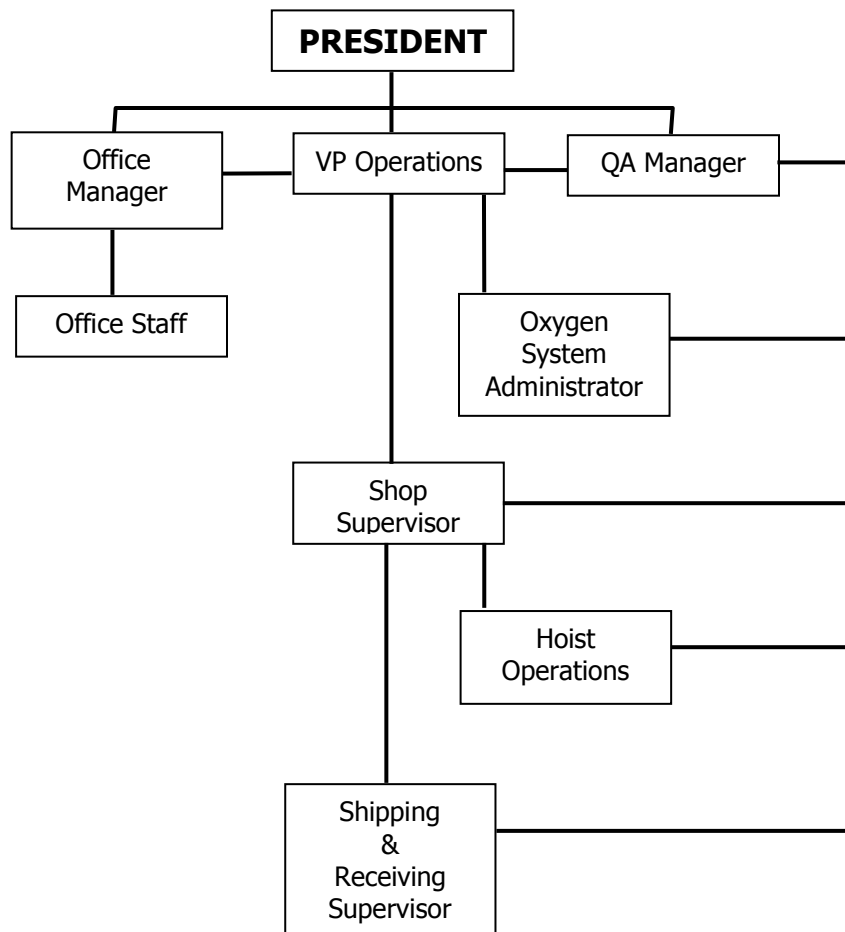 PRESIDENT
Office
Manager
VP Operations
QA Manager
Office Staff
Oxygen
System
Administrator
Shop
Supervisor
Hoist
Operations
Shipping
&
Receiving
Supervisor